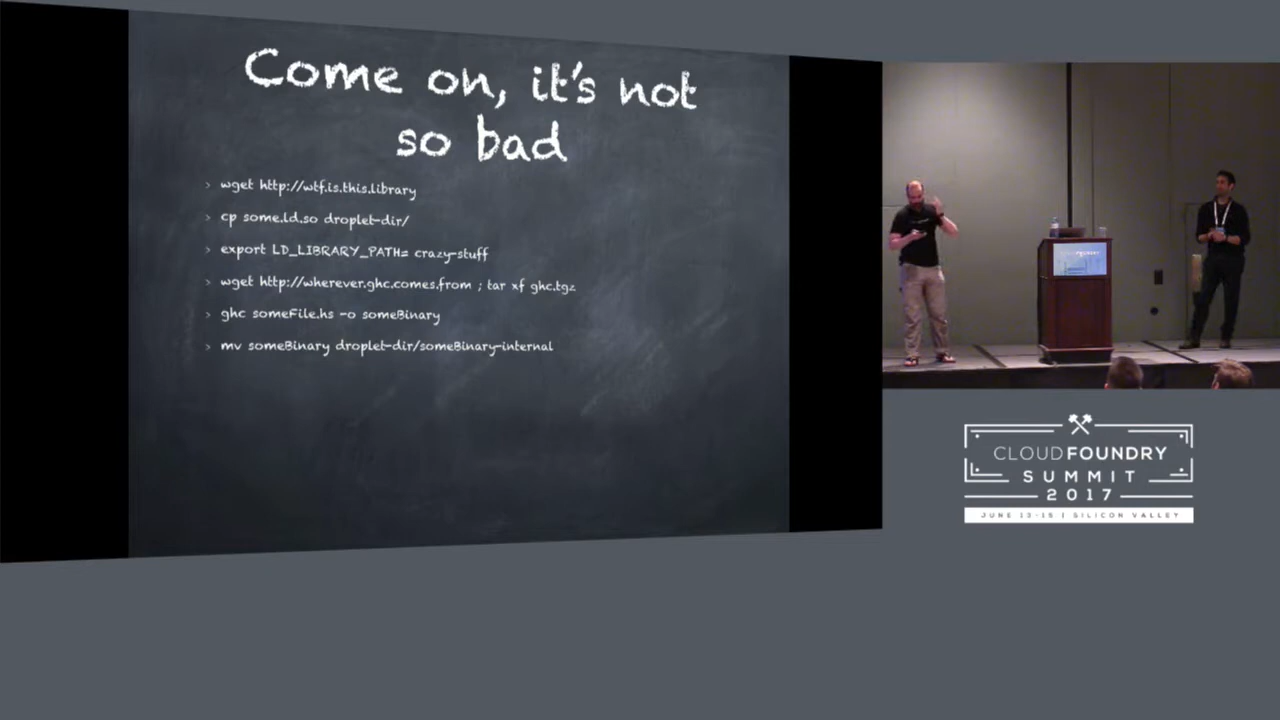 Come on, it's not
so bad
› wget http://wtf.is.this.library
› cp some.ld.so droplet-dir/
› export LD_LIBRARY_PATH= crazy-stuff
› wget http://wherever.ghc.comes.from ; tar xf ghc.tgz
› ghc someFile.hs -o someBinary
› mv someBinary droplet-dir/someBinary-internal
CLOUDFOUNDRY
SUMMIT
2017
JUNE 13-15 | SILICON VALLEY